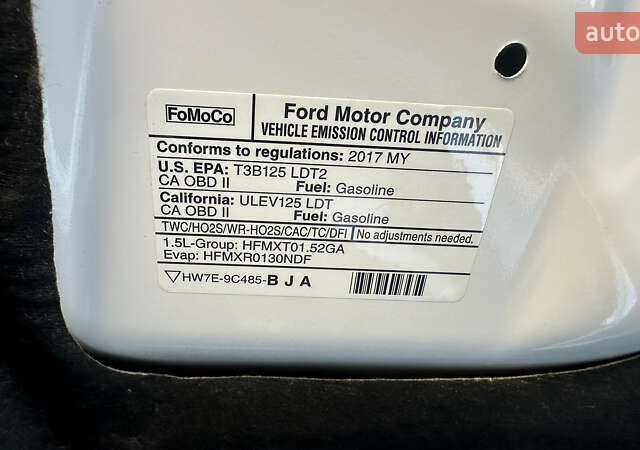 auto
FoMoCo
Ford Motor Company
VEHICLE EMISSION CONTROL INFORMATION
Conforms to regulations: 2017 MY
U.S. EPA: T3B125 LDT2
CA OBD II Fuel: Gasoline
California: ULEV125 LDT
CA OBD II Fuel: Gasoline
TWC/HO2S/WR-HO2S/CAC/TC/DFI No adjustments needed.
1.5L-Group: HFMXT01.52GA
Evap: HFMXR0130NDF
HW7E-9C485-B J A